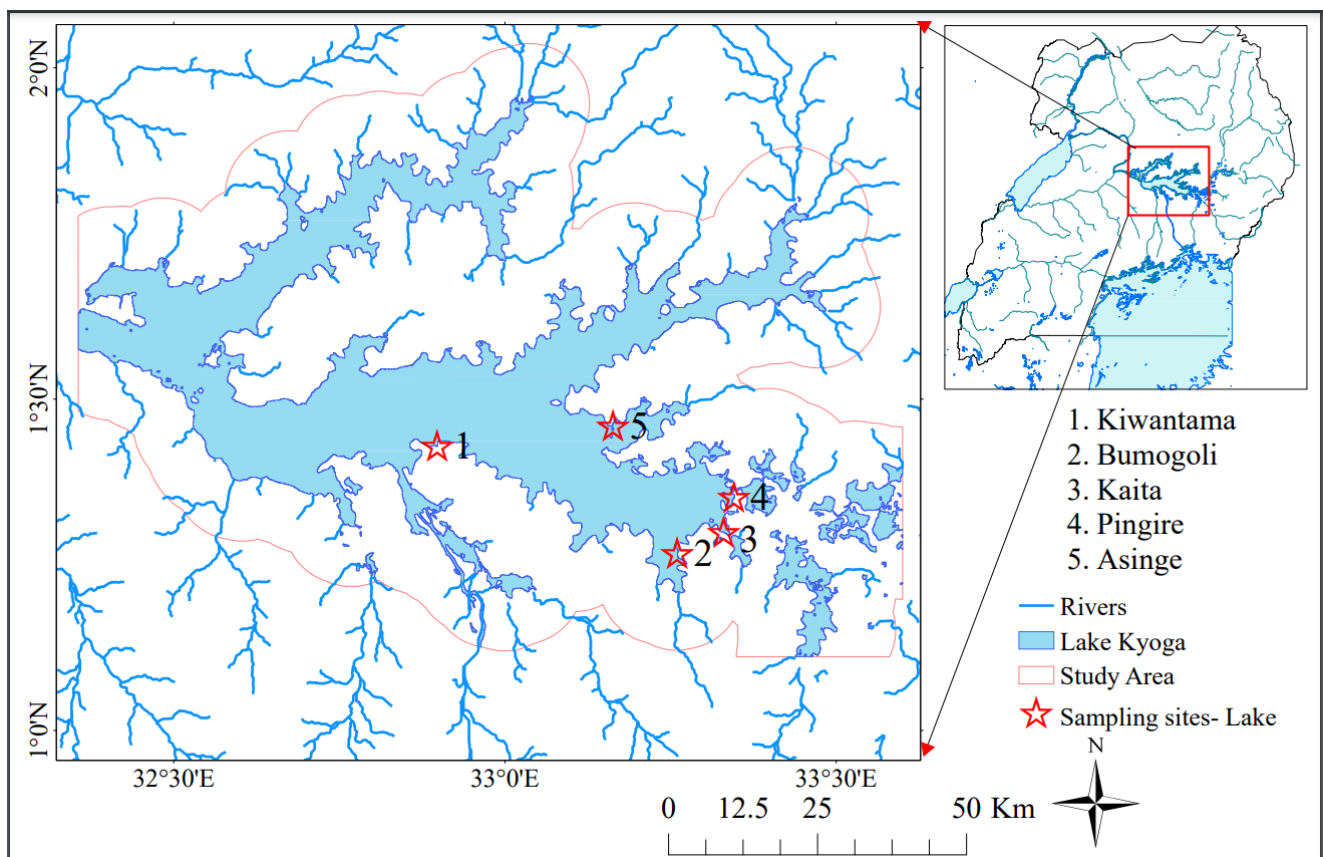 2°0'N
1°30'N
1°0'N
32°30'E
33°0'E
33°30'E
1
2
3
4
5
1. Kiwantama
2. Bumogoli
3. Kaita
4. Pingire
5. Asinge
Rivers
Lake Kyoga
Study Area
Sampling sites- Lake
N
0 12.5 25 50 Km